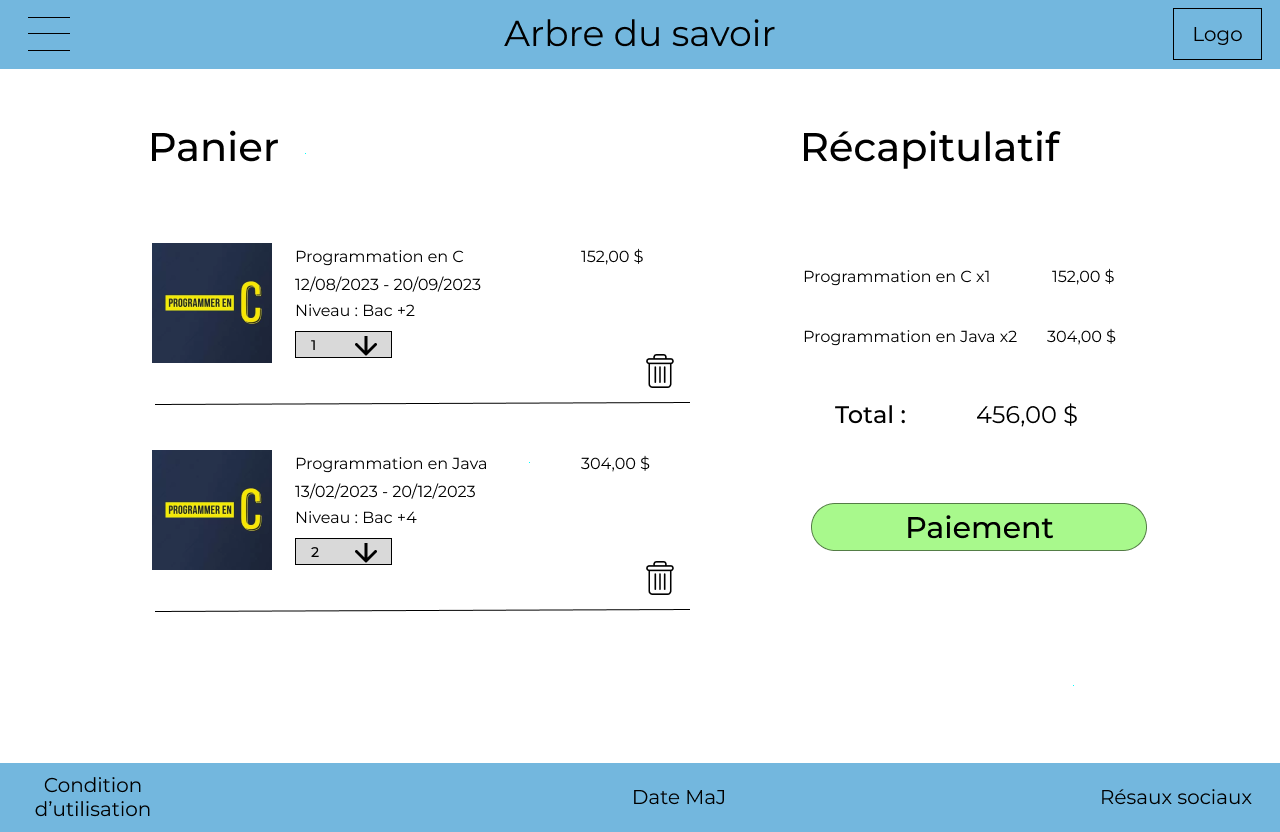 Arbre du savoir
Logo
Panier
Récapitulatif
PROGRAMMER EN C
Programmation en C
152,00 $
12/08/2023 - 20/09/2023
Niveau : Bac +2
1
Programmation en C x1
152,00 $
Programmation en Java x2
304,00 $
Total :
456,00 $
PROGRAMMER EN C
Programmation en Java
304,00 $
13/02/2023 - 20/12/2023
Niveau : Bac +4
2
Paiement
Condition
d’utilisation
Date MaJ
Résaux sociaux